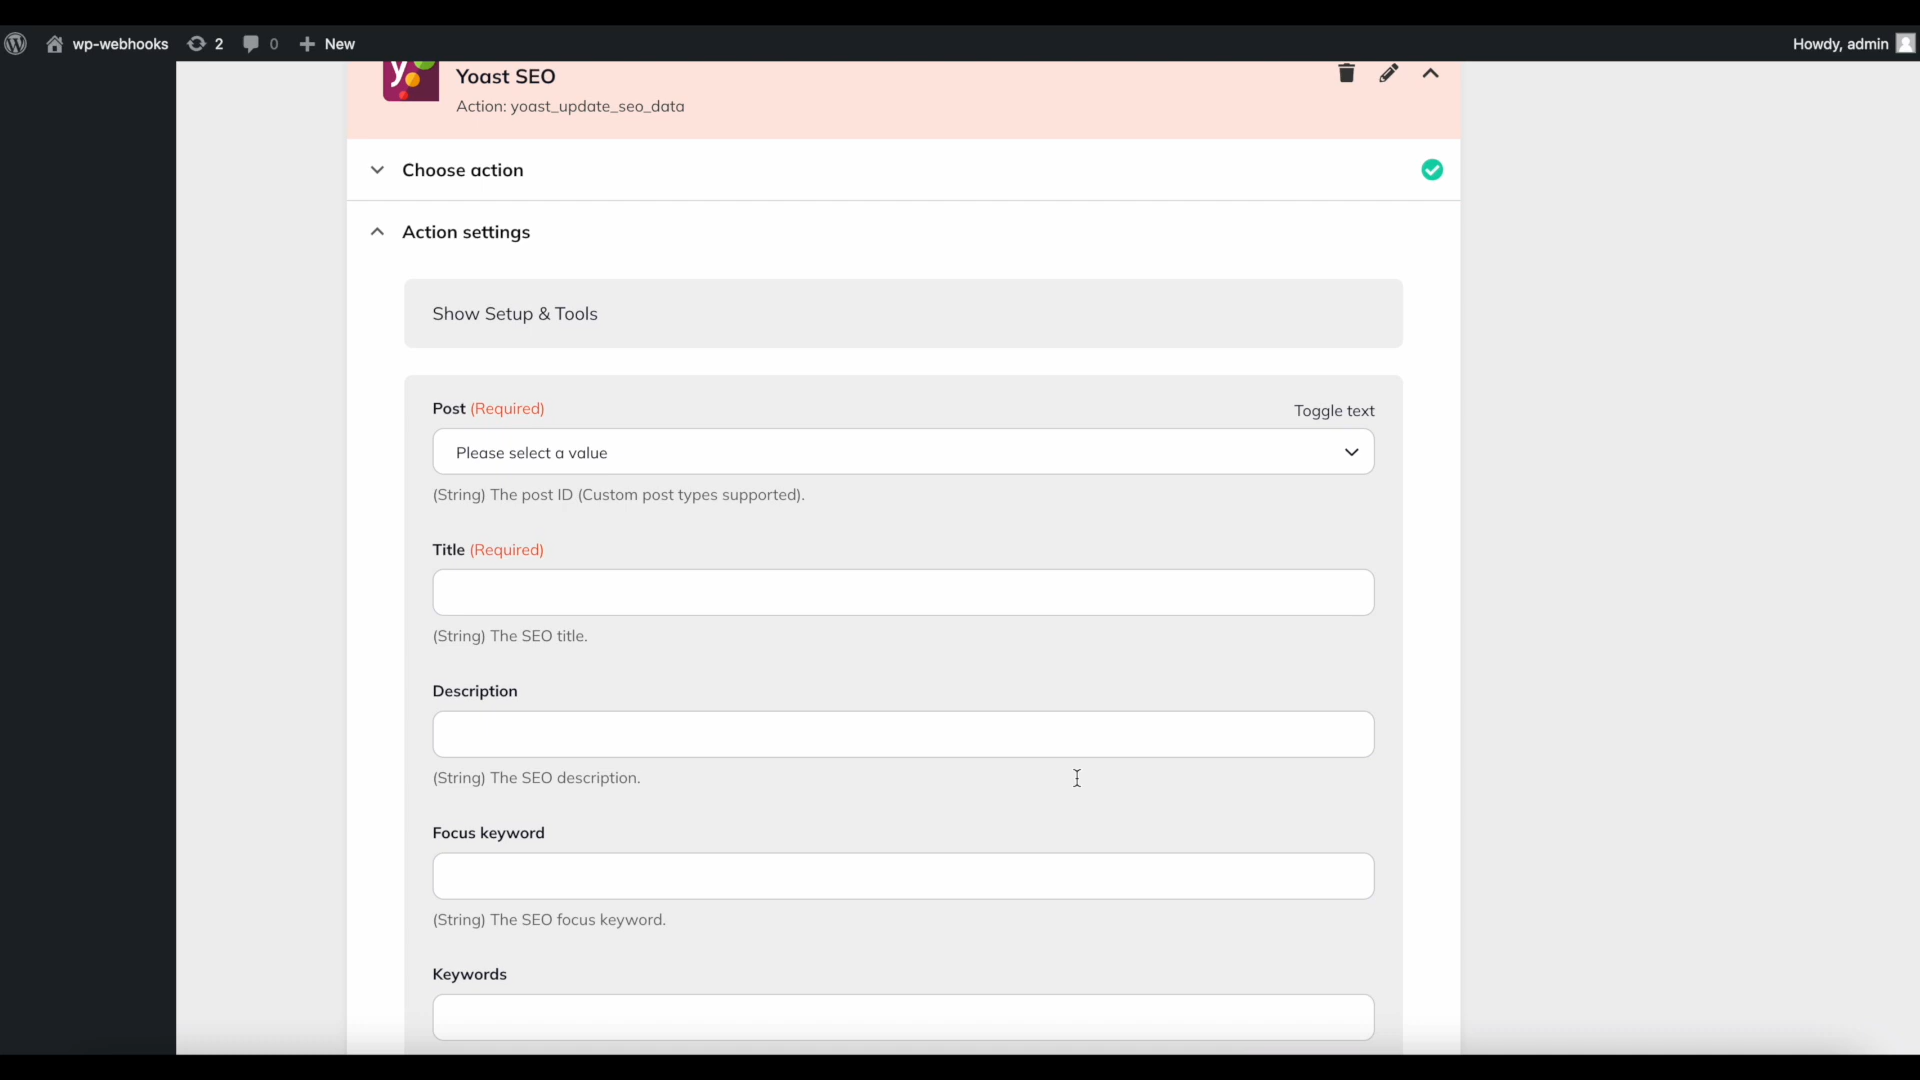 wp-webhooks 2 0 New Howdy, admin
Yoast SEO
Action: yoast_update_seo_data
Choose action
Action settings
Show Setup & Tools
Post (Required) Toggle text
Please select a value
(String) The post ID (Custom post types supported).
Title (Required)
(String) The SEO title.
Description
(String) The SEO description.
Focus keyword
(String) The SEO focus keyword.
Keywords